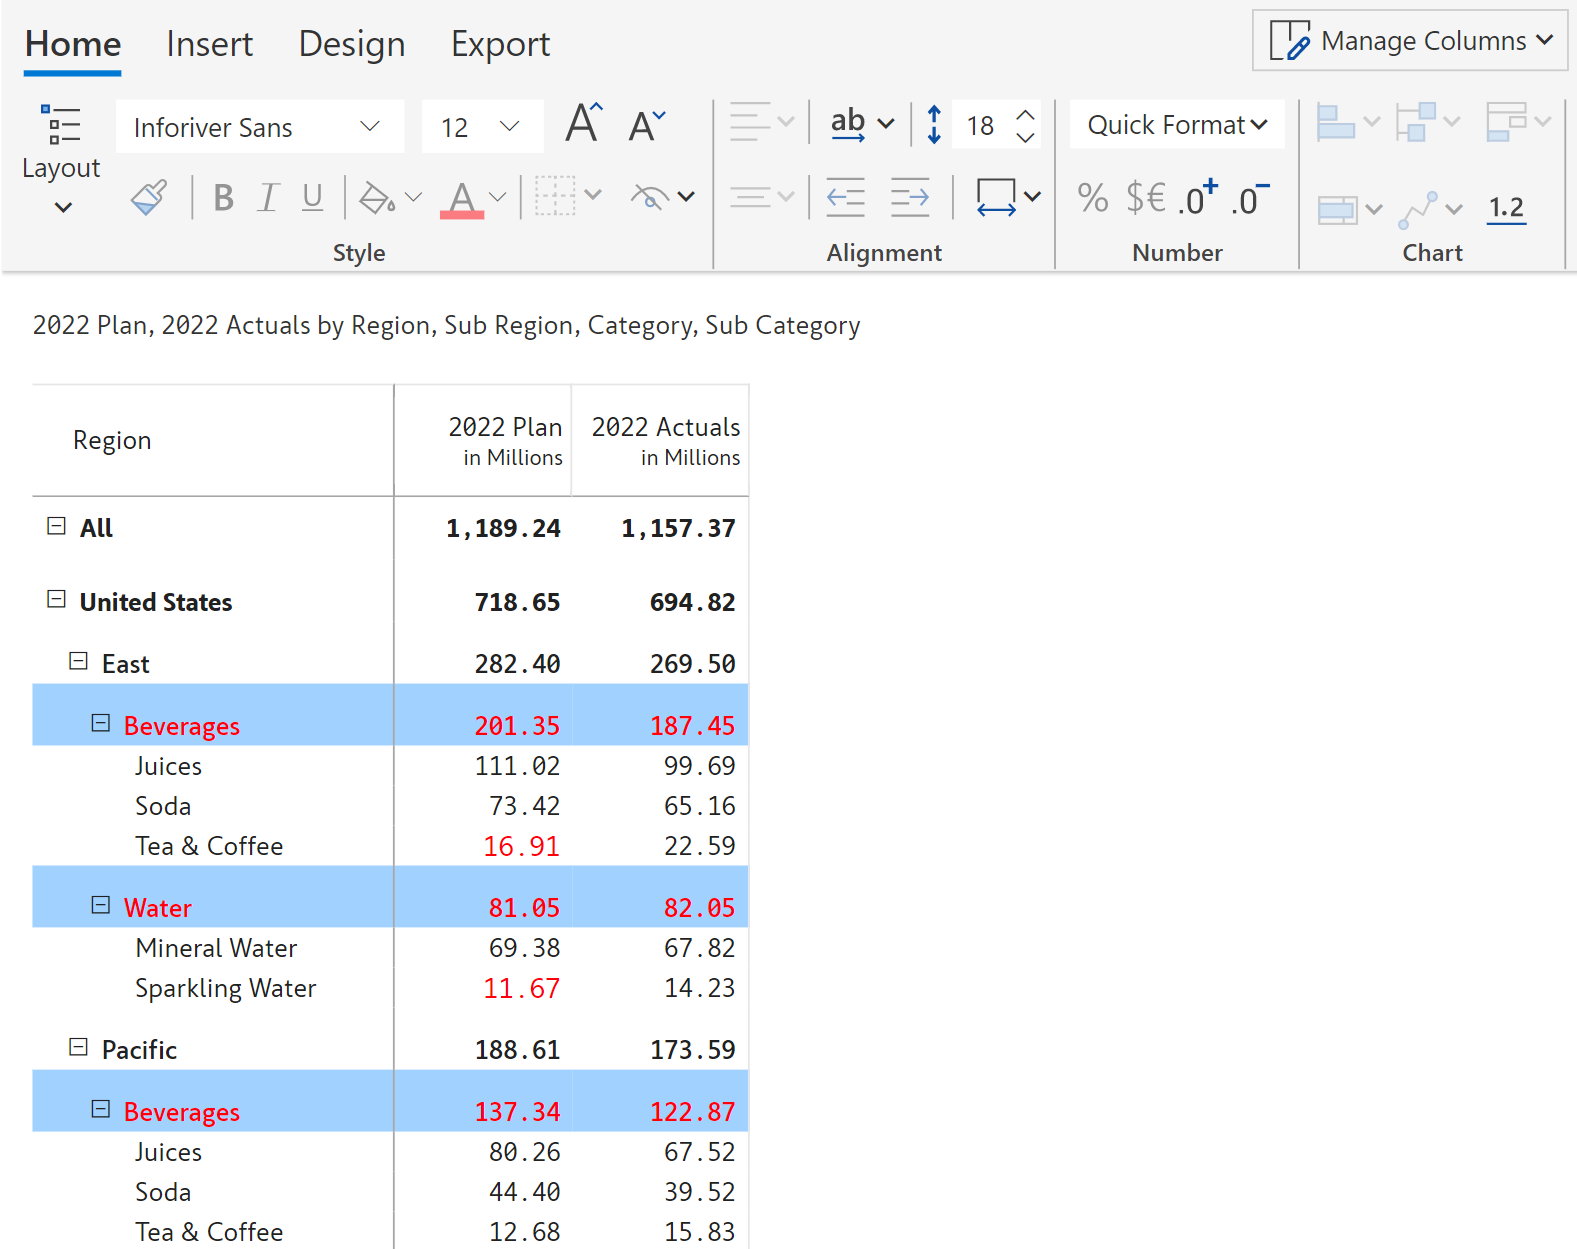 Home Insert Design Export Manage Columns
Inforiver Sans 12 A A ab 18 Quick Format
Layout
B I U A % $€ .0+ .0- 1.2
Style Alignment Number Chart
2022 Plan, 2022 Actuals by Region, Sub Region, Category, Sub Category
Region 2022 Plan 2022 Actuals
in Millions in Millions
All 1,189.24 1,157.37
United States 718.65 694.82
East 282.40 269.50
Beverages 201.35 187.45
Juices 111.02 99.69
Soda 73.42 65.16
Tea & Coffee 16.91 22.59
Water 81.05 82.05
Mineral Water 69.38 67.82
Sparkling Water 11.67 14.23
Pacific 188.61 173.59
Beverages 137.34 122.87
Juices 80.26 67.52
Soda 44.40 39.52
Tea & Coffee 12.68 15.83